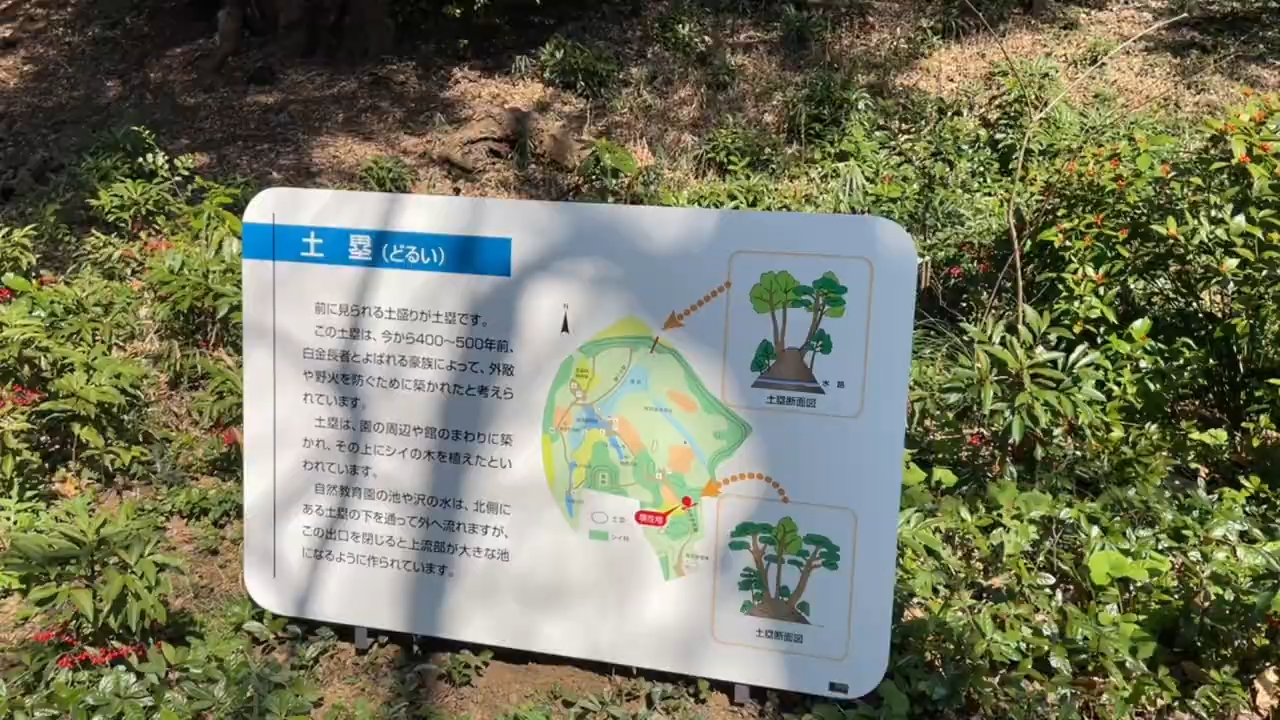 土塁(どるい)
前に見られる土盛りが土塁です。
この土塁は、今から400〜500年前、
白金長者とよばれる豪族によって、外敵
や野火を防ぐために築かれたと考えら
れています。
土塁は、園の周辺や館のまわりに築
かれ、その上にシイの木を植えたとい
われています。
自然教育園の池や沢の水は、北側に
ある土塁の下を通って外へ流れますが、
この出口を閉じると上流部が大きな池
になるように作られています。
N
水路
土塁断面図
現在地
土塁
シイ林
土塁断面図